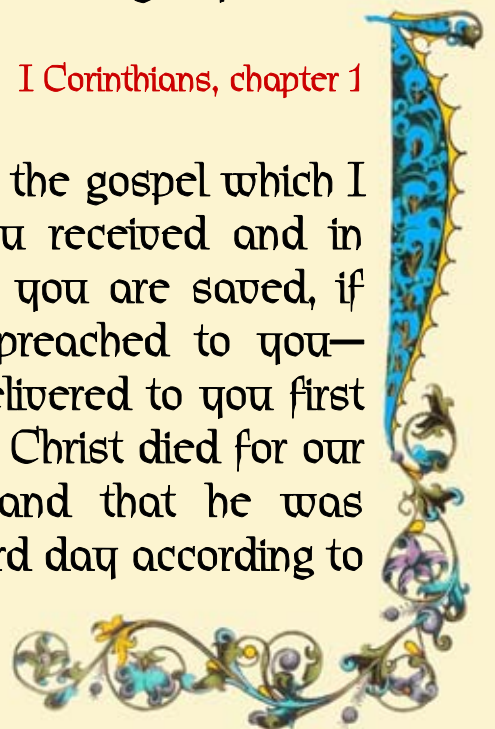 I Corinthians, chapter 1
the gospel which I
u received and in
you are saved, if
preached to you—
elivered to you first
Christ died for our
and that he was
rd day according to